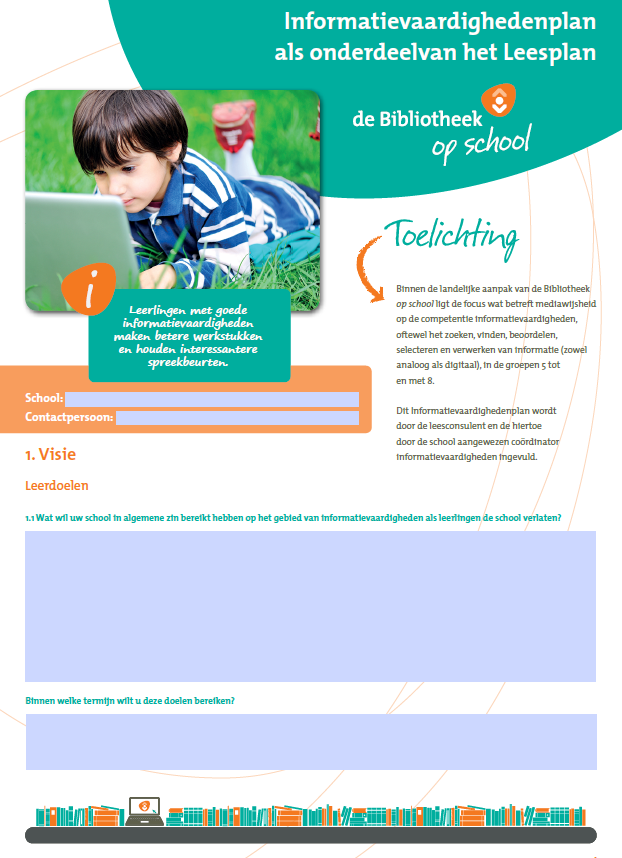 Informatievaardighedenplan
als onderdeelvan het Leesplan
de Bibliotheek
op school
Toelichting
Binnen de landelijke aanpak van de Bibliotheek
op school ligt de focus wat betreft mediawijsheid
op de competentie informatievaardigheden,
oftewel het zoeken, vinden, beoordelen,
selecteren en verwerken van informatie (zowel
analoog als digitaal), in de groepen 5 tot
en met 8.
Dit Informatievaardighedenplan wordt
door de leesconsulent en de hiertoe
door de school aangewezen coördinator
informatievaardigheden ingevuld.
i
Leerlingen met goede
informatievaardigheden
maken betere werkstukken
en houden interessantere
spreekbeurten.
School:
Contactpersoon:
1. Visie
Leerdoelen
1.1 Wat wil uw school in algemene zin bereikt hebben op het gebied van informatievaardigheden als leerlingen de school verlaten?
Binnen welke termijn wilt u deze doelen bereiken?